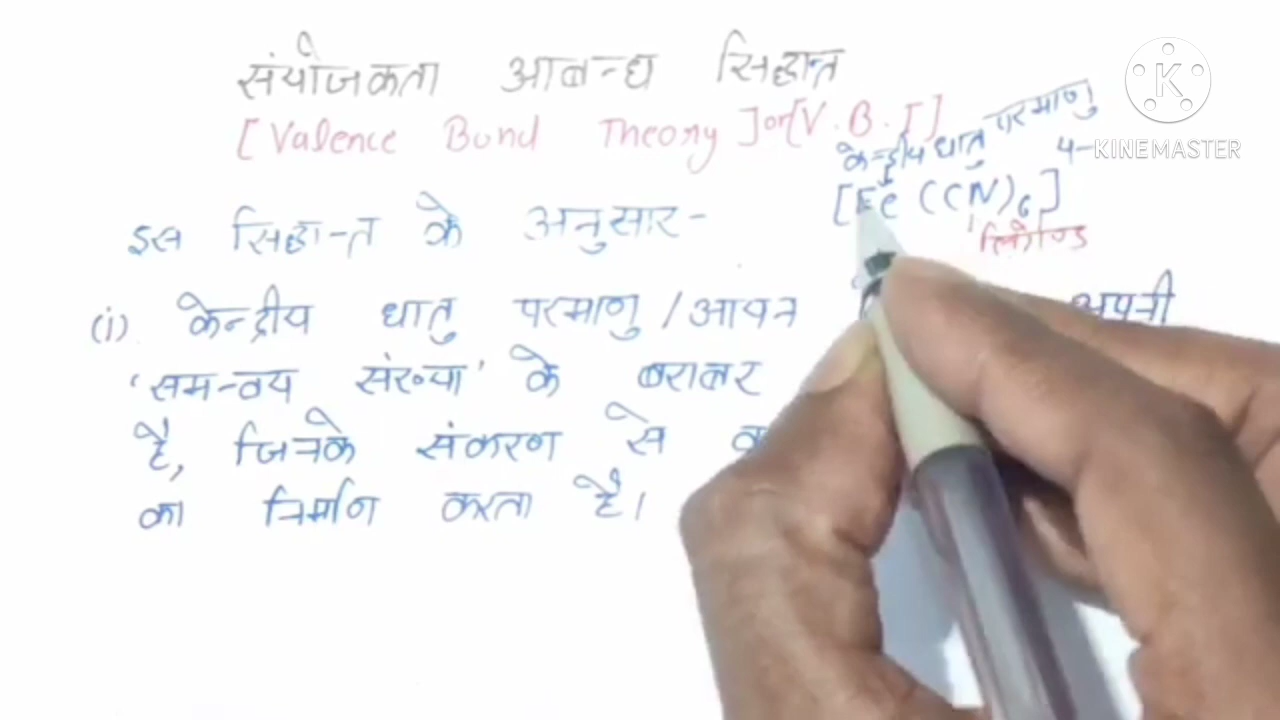 संयोजकता आबन्ध सिद्धान्त
[Valence Bond Theory] or [V.B.T]
केन्द्रीय धातु परमाणु
[Fe(CN)6] 4-
लिगेण्ड
इस सिद्धान्त के अनुसार-
(i) केन्द्रीय धातु परमाणु /आयन अपनी
'समन्वय संख्या' के बराबर
है, जिनके संकरण से
का निर्माण करता है।
K
KINEMASTER